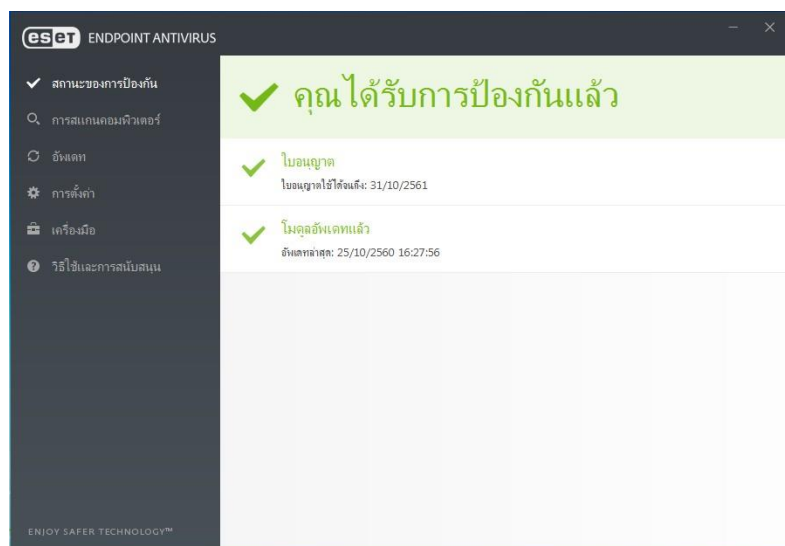 eset ENDPOINT ANTIVIRUS
สถานะของการป้องกัน
การสแกนคอมพิวเตอร์
อัพเดท
การตั้งค่า
เครื่องมือ
วิธีใช้และการสนับสนุน
คุณได้รับการป้องกันแล้ว
ใบอนุญาต
ใบอนุญาตใช้ได้จนถึง: 31/10/2561
โมดูลอัพเดทแล้ว
อัพเดทล่าสุด: 25/10/2560 16:27:56
ENJOY SAFER TECHNOLOGY™